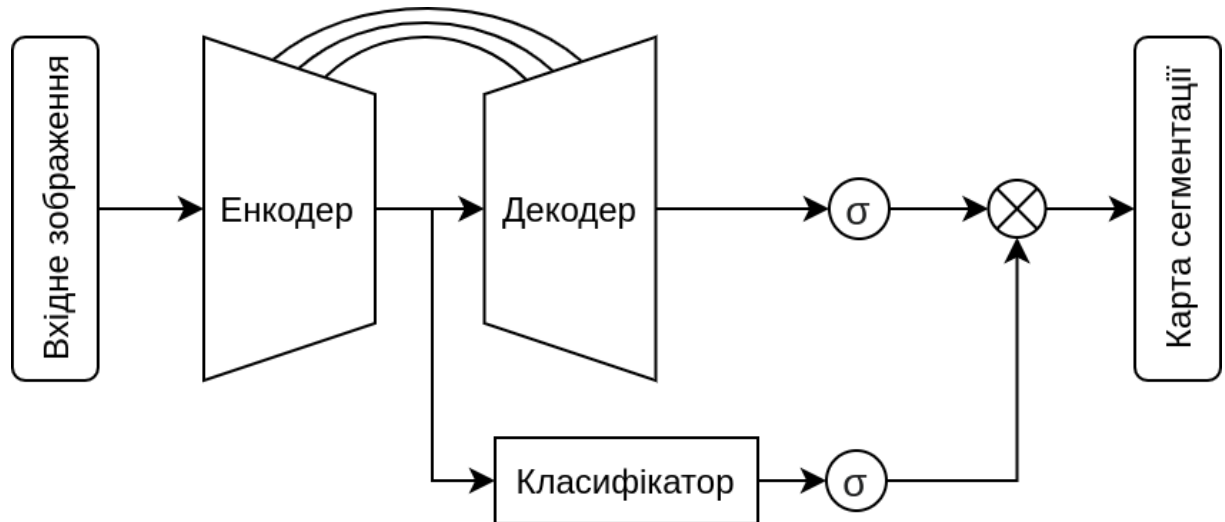 Вхідне зображення
Енкодер
Декодер
σ
Карта сегментації
Класифікатор
σ